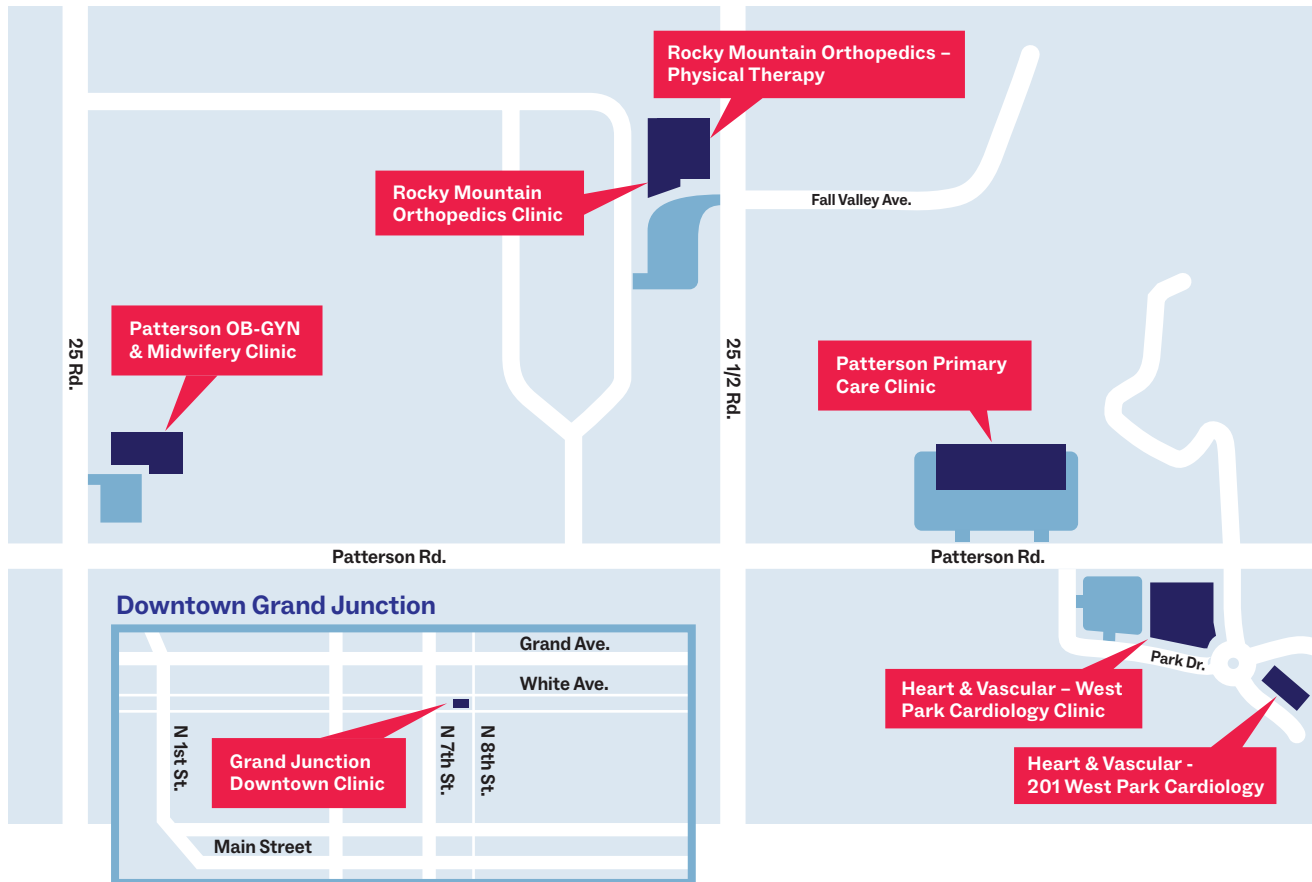 Rocky Mountain Orthopedics –
Physical Therapy
Rocky Mountain
Orthopedics Clinic
Fall Valley Ave.
Patterson OB-GYN
& Midwifery Clinic
25 Rd.
25 1/2 Rd.
Patterson Primary
Care Clinic
Patterson Rd.
Patterson Rd.
Downtown Grand Junction
Grand Ave.
White Ave.
N 1st St.
N 7th St.
N 8th St.
Grand Junction
Downtown Clinic
Main Street
Park Dr.
Heart & Vascular – West
Park Cardiology Clinic
Heart & Vascular -
201 West Park Cardiology